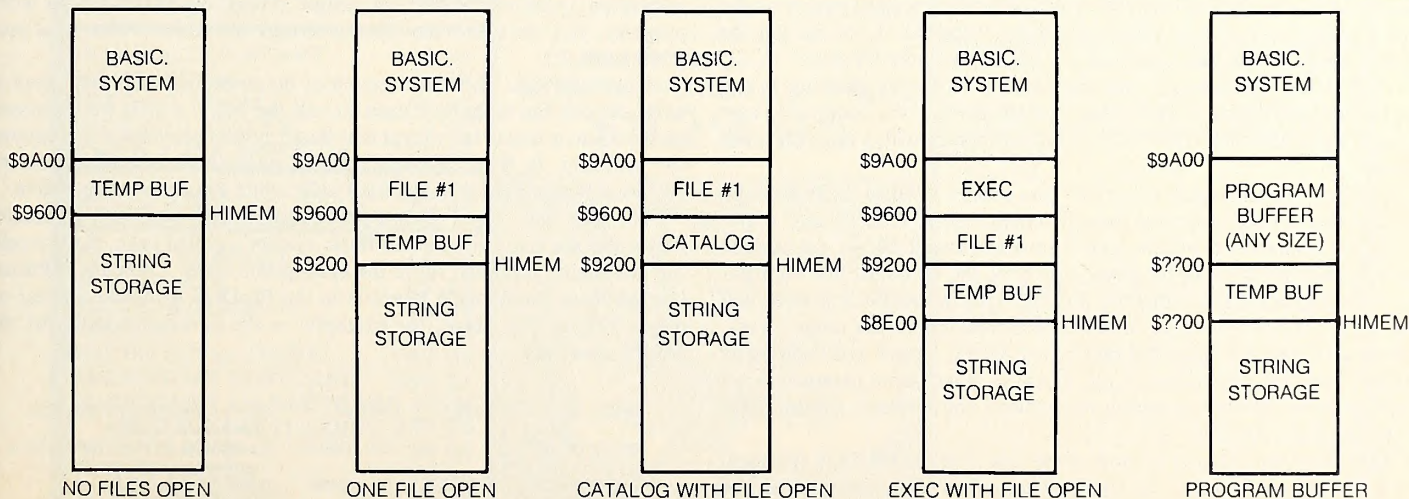 BASIC.
SYSTEM
$9A00
TEMP BUF
$9600
HIMEM
STRING
STORAGE
NO FILES OPEN
BASIC.
SYSTEM
$9A00
FILE #1
$9600
TEMP BUF
$9200
HIMEM
STRING
STORAGE
ONE FILE OPEN
BASIC.
SYSTEM
$9A00
FILE #1
$9600
CATALOG
$9200
HIMEM
STRING
STORAGE
CATALOG WITH FILE OPEN
BASIC.
SYSTEM
$9A00
EXEC
$9600
FILE #1
$9200
TEMP BUF
$8E00
HIMEM
STRING
STORAGE
EXEC WITH FILE OPEN
BASIC.
SYSTEM
$9A00
PROGRAM
BUFFER
(ANY SIZE)
$??00
TEMP BUF
$??00
HIMEM
STRING
STORAGE
PROGRAM BUFFER